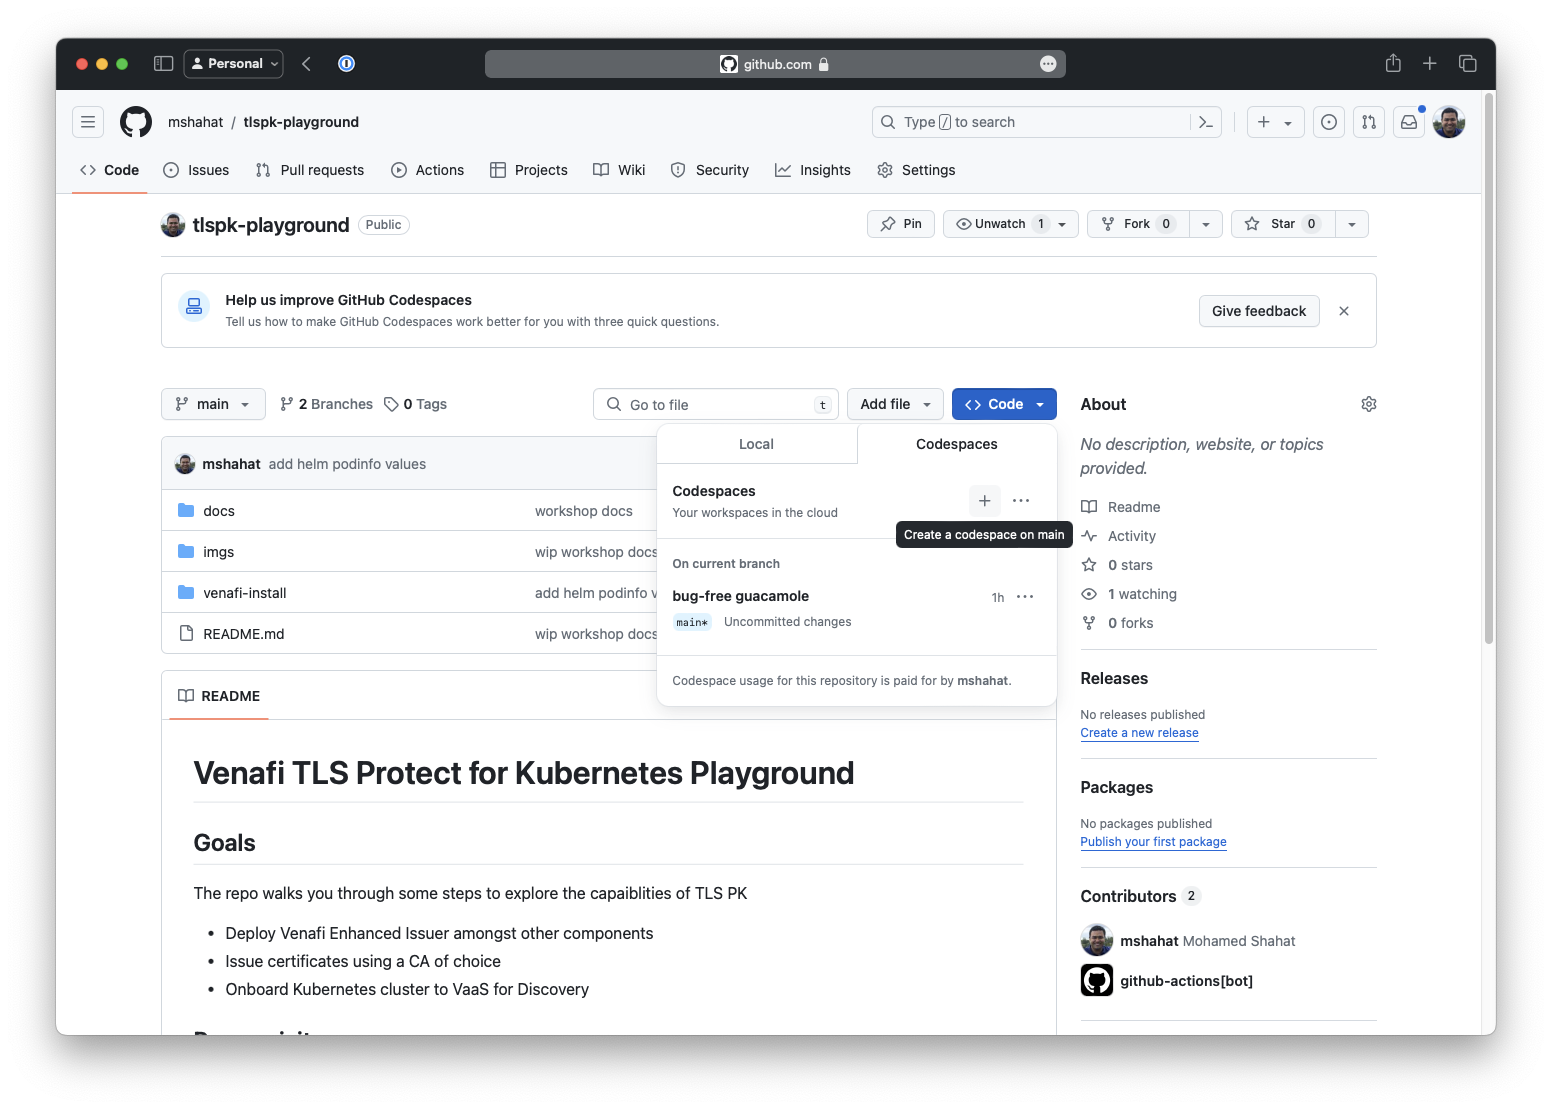 Personal
github.com
mshahat / tlspk-playground
Type / to search
Code Issues Pull requests Actions Projects Wiki Security Insights Settings
tlspk-playground Public
Pin Unwatch 1 Fork 0 Star 0
Help us improve GitHub Codespaces
Tell us how to make GitHub Codespaces work better for you with three quick questions.
Give feedback
main 2 Branches 0 Tags
Go to file t
Add file
Code
mshahat add helm podinfo values
docs workshop docs
imgs wip workshop docs
venafi-install add helm podinfo v
README.md wip workshop docs
Local Codespaces
Codespaces
Your workspaces in the cloud
Create a codespace on main
On current branch
bug-free guacamole 1h
main* Uncommitted changes
Codespace usage for this repository is paid for by mshahat.
README
Venafi TLS Protect for Kubernetes Playground
Goals
The repo walks you through some steps to explore the capaiblities of TLS PK
• Deploy Venafi Enhanced Issuer amongst other components
• Issue certificates using a CA of choice
• Onboard Kubernetes cluster to VaaS for Discovery
About
No description, website, or topics
provided.
Readme
Activity
0 stars
1 watching
0 forks
Releases
No releases published
Create a new release
Packages
No packages published
Publish your first package
Contributors 2
mshahat Mohamed Shahat
github-actions[bot]